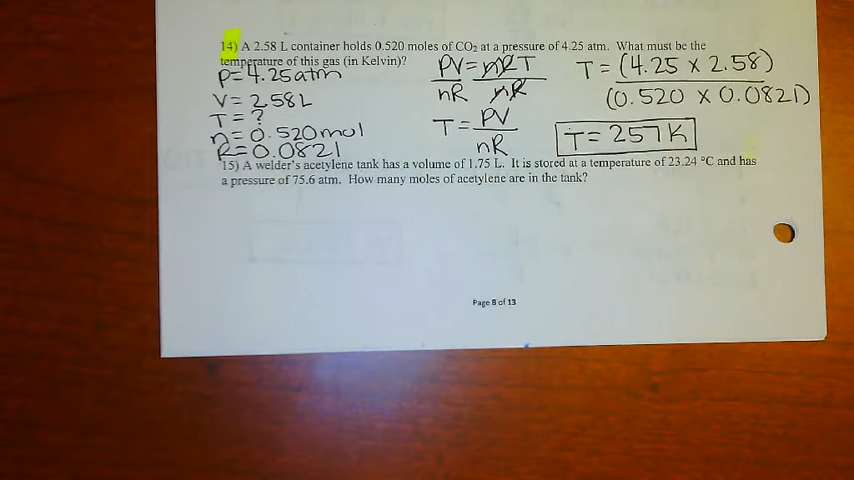 14) A 2.58 L container holds 0.520 moles of CO₂ at a pressure of 4.25 atm. What must be the
temperature of this gas (in Kelvin)?
P=4.25atm
V=2.58L
T=?
n=0.520mol
R=0.0821
PV=nRT
nR nR
T=PV
nR
T=(4.25 x 2.58)
(0.520 x 0.0821)
T=257K
15) A welder's acetylene tank has a volume of 1.75 L. It is stored at a temperature of 23.24 °C and has
a pressure of 75.6 atm. How many moles of acetylene are in the tank?
Page 8 of 13